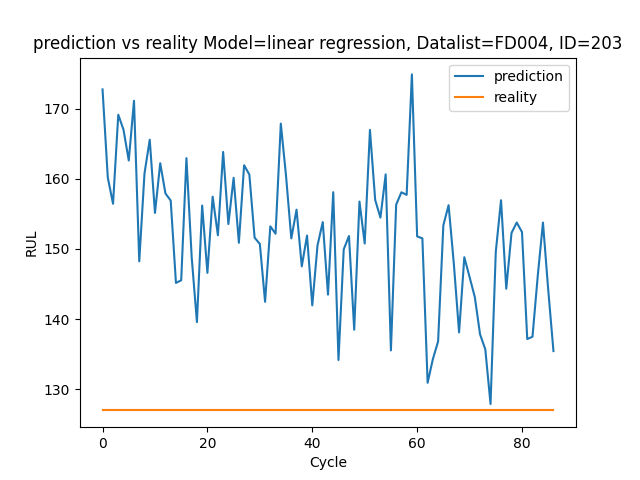 prediction vs reality Model=linear regression, Datalist=FD004, ID=203
prediction
reality
170
160
150
140
130
RUL
0
20
40
60
80
Cycle